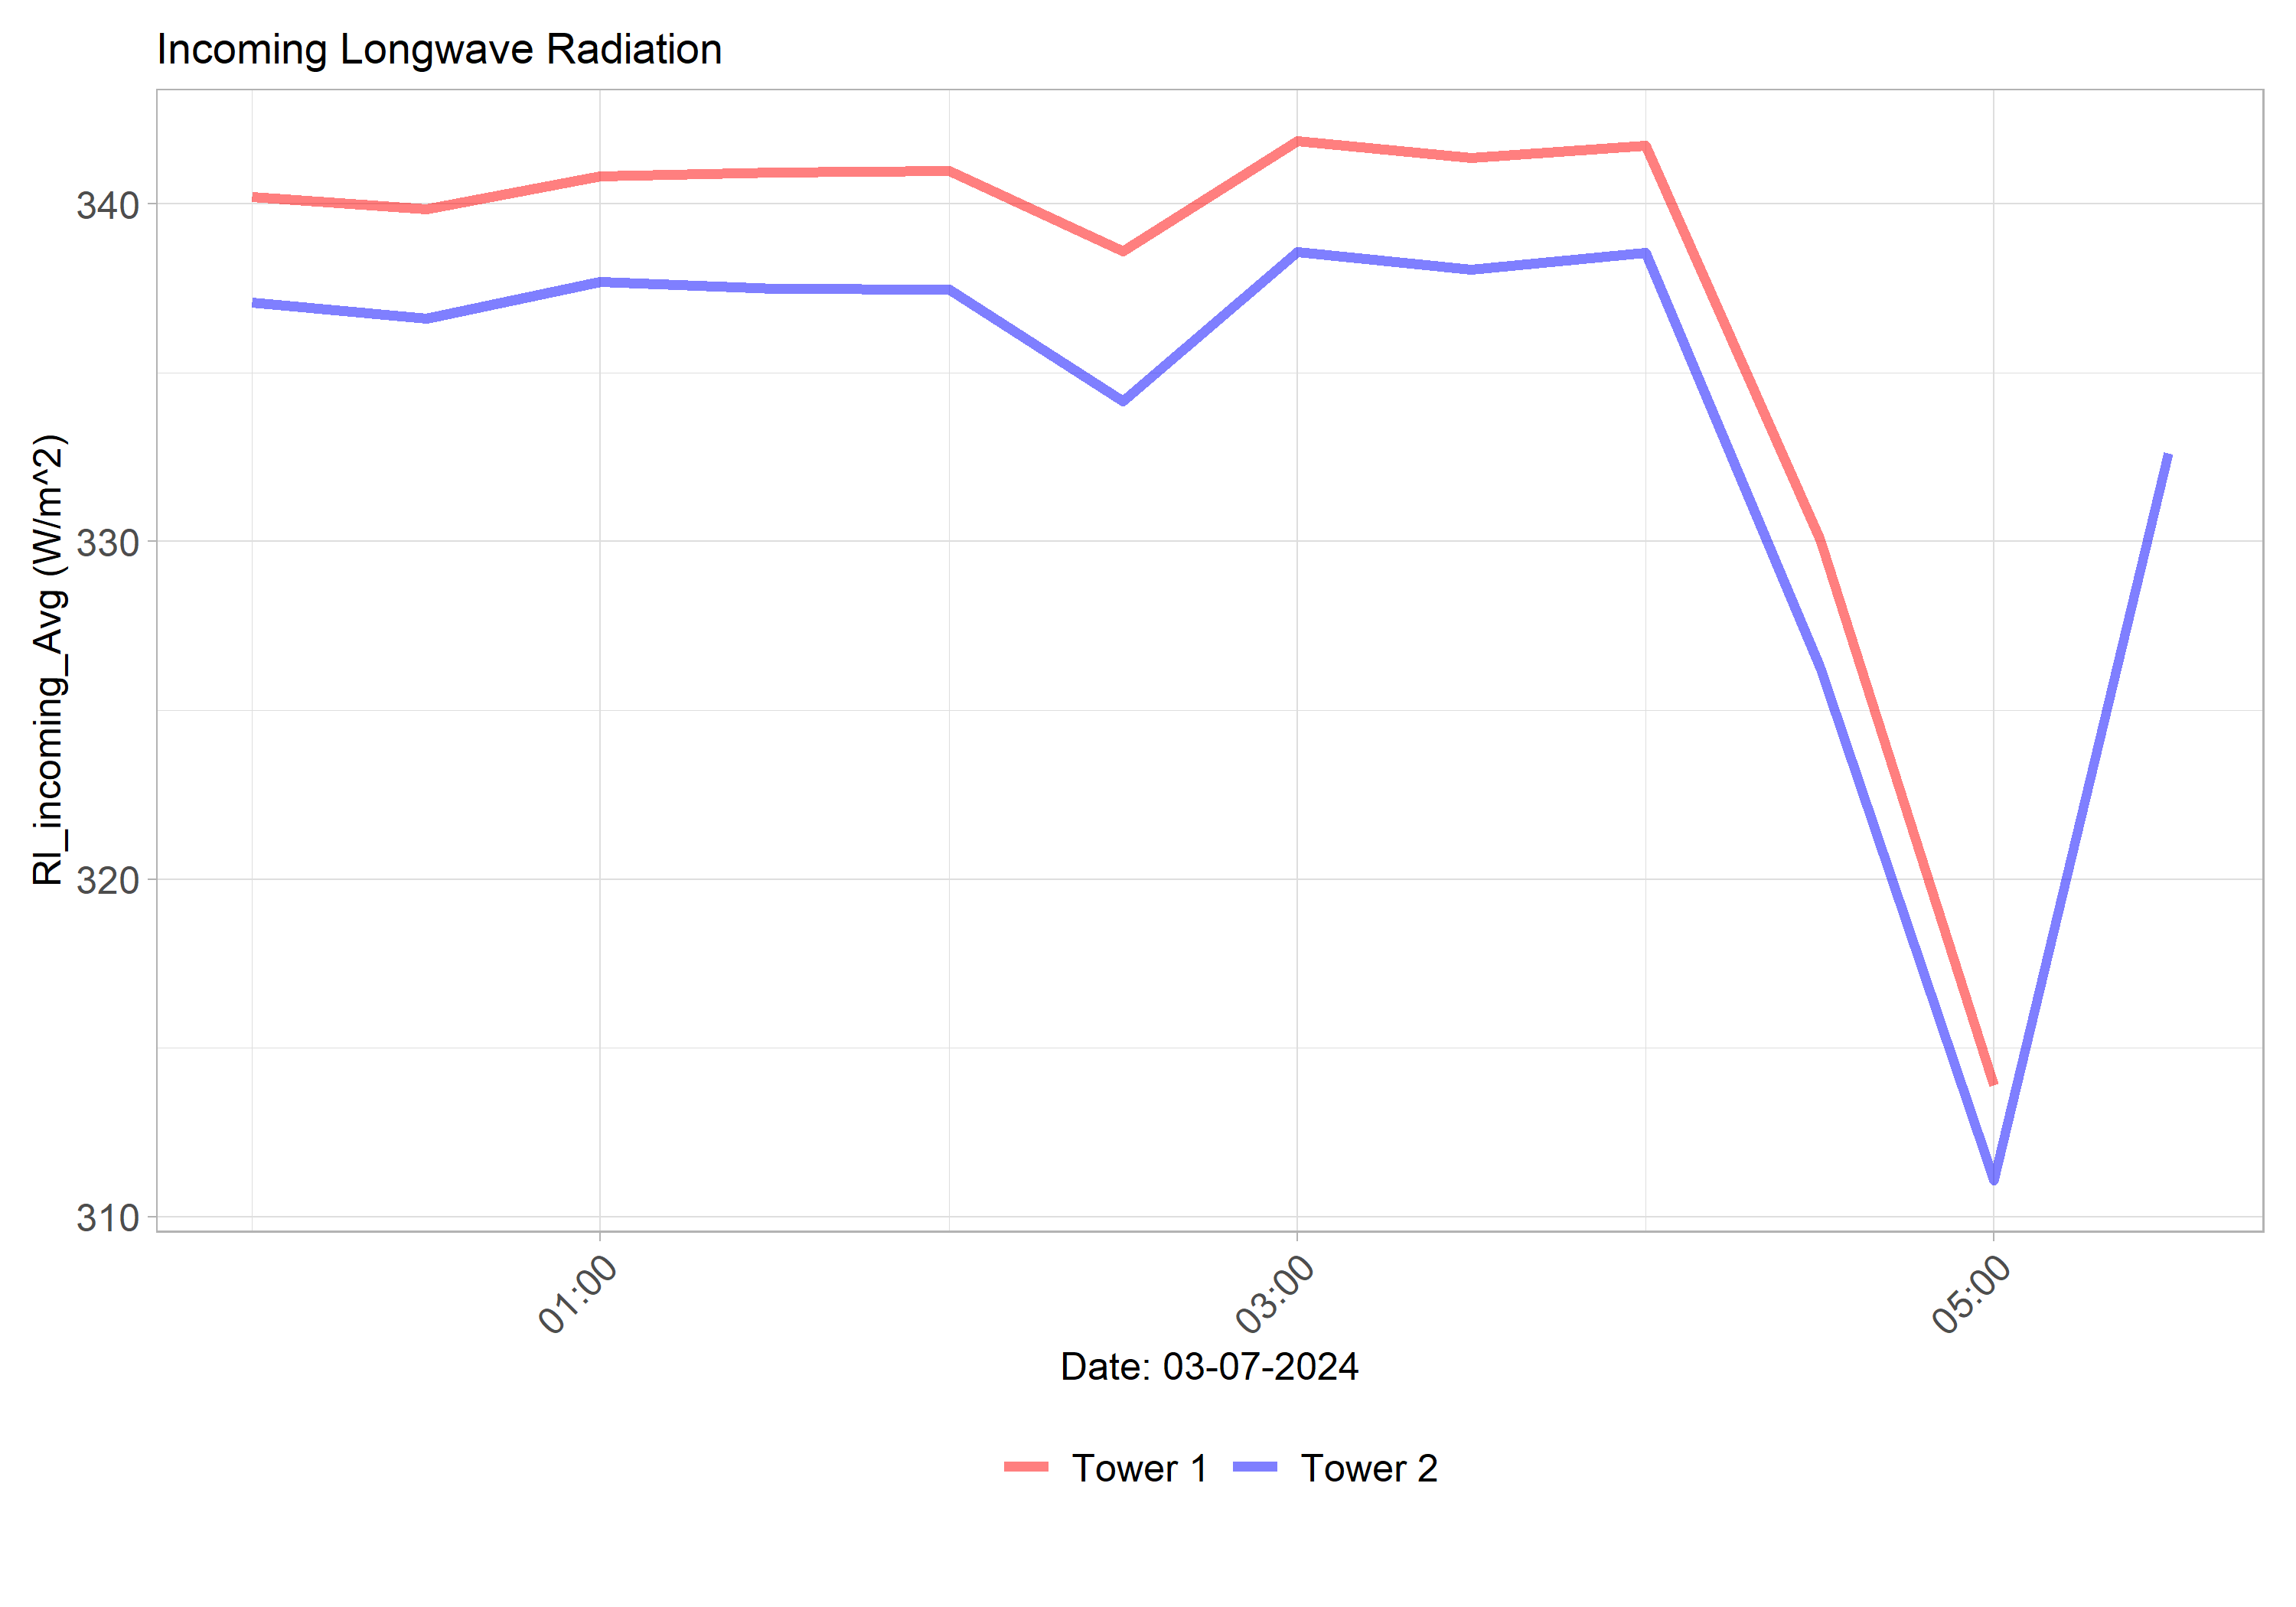 Incoming Longwave Radiation
Rl_incoming_Avg (W/m^2)
340
330
320
310
01:00
03:00
05:00
Date: 03-07-2024
Tower 1
Tower 2